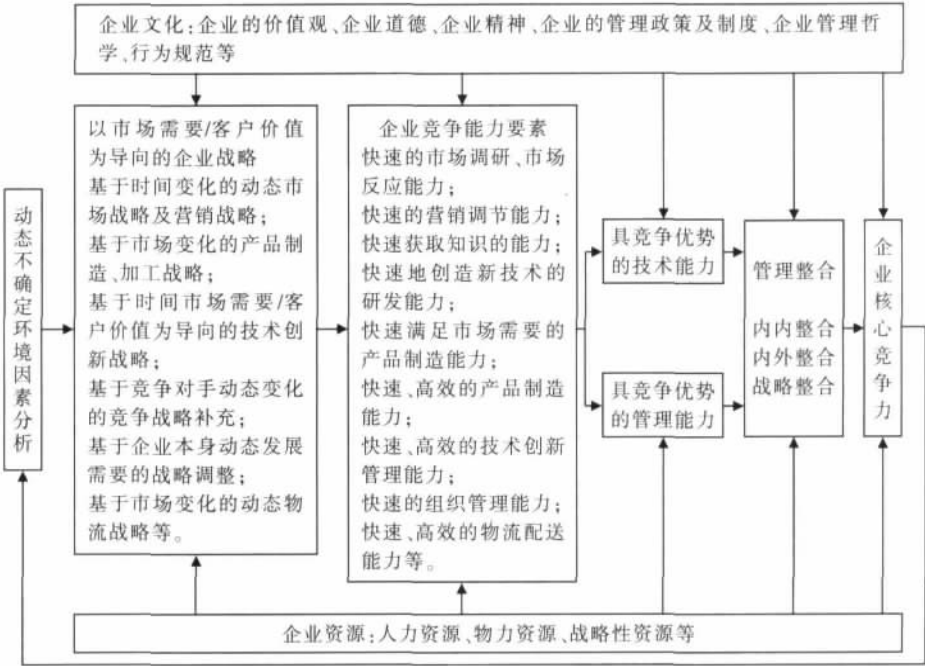 企业文化:企业的价值观、企业道德、企业精神、企业的管理政策及制度、企业管理哲
学、行为规范等
动态不确定环境因素分析
以市场需要/客户价值
为导向的企业战略
基于时间变化的动态市
场战略及营销战略;
基于市场变化的产品制
造、加工战略;
基于时间市场需要/客
户价值为导向的技术创
新战略;
基于竞争对手动态变化
的竞争战略补充;
基于企业本身动态发展
需要的战略调整;
基于市场变化的动态物
流战略等。
企业竞争能力要素
快速的市场调研、市场
反应能力;
快速的营销调节能力;
快速获取知识的能力;
快速地创造新技术的
研发能力;
快速满足市场需要的
产品制造能力;
快速、高效的产品制造
能力;
快速、高效的技术创新
管理能力;
快速的组织管理能力;
快速、高效的物流配送
能力等。
具竞争优势
的技术能力
具竞争优势
的管理能力
管理整合
内内整合
内外整合
战略整合
企业核心竞争力
企业资源:人力资源、物力资源、战略性资源等